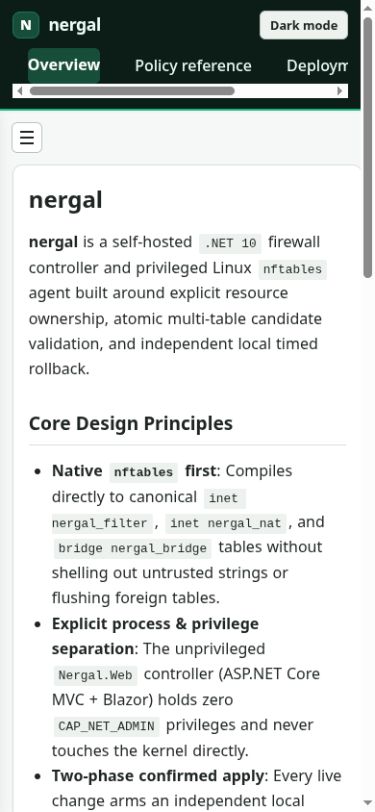 N nergal Dark mode
Overview Policy reference Deploym
☰
nergal
nergal is a self-hosted .NET 10 firewall
controller and privileged Linux nftables
agent built around explicit resource
ownership, atomic multi-table candidate
validation, and independent local timed
rollback.
Core Design Principles
• Native nftables first: Compiles
directly to canonical inet
nergal_filter, inet nergal_nat, and
bridge nergal_bridge tables without
shelling out untrusted strings or
flushing foreign tables.
• Explicit process & privilege
separation: The unprivileged
Nergal.Web controller (ASP.NET Core
MVC + Blazor) holds zero
CAP_NET_ADMIN privileges and never
touches the kernel directly.
• Two-phase confirmed apply: Every live
change arms an independent local